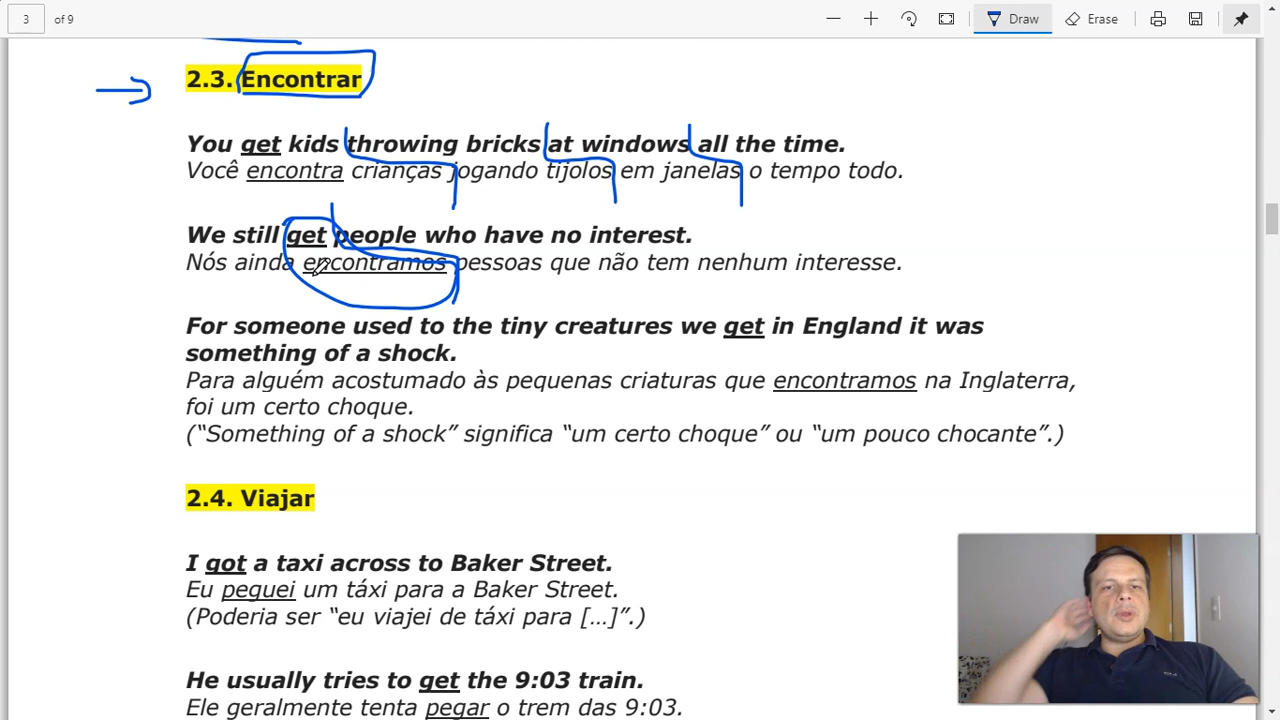 3 of 9
Draw
Erase
2.3. Encontrar
You get kids throwing bricks at windows all the time.
Você encontra crianças jogando tijolos em janelas o tempo todo.
We still get people who have no interest.
Nós ainda encontramos pessoas que não tem nenhum interesse.
For someone used to the tiny creatures we get in England it was
something of a shock.
Para alguém acostumado às pequenas criaturas que encontramos na Inglaterra,
foi um certo choque.
(“Something of a shock” significa “um certo choque” ou “um pouco chocante”.)
2.4. Viajar
I got a taxi across to Baker Street.
Eu peguei um táxi para a Baker Street.
(Poderia ser “eu viajei de táxi para [...]”.)
He usually tries to get the 9:03 train.
Ele geralmente tenta pegar o trem das 9:03.